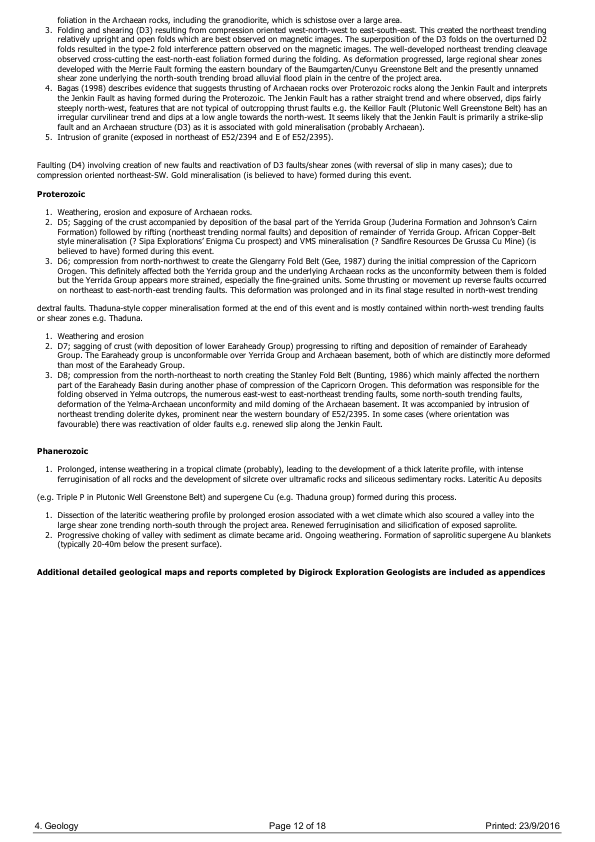 foliation in the Archaean rocks, including the granodiorite, which is schistose over a large area.
3. Folding and shearing (D3) resulting from compression oriented west-north-west to east-south-east. This created the northeast trending
relatively upright and open folds which are best observed on magnetic images. The superposition of the D3 folds on the overturned D2
folds resulted in the type-2 fold interference pattern observed on the magnetic images. The well-developed northeast trending cleavage
observed cross-cutting the east-north-east foliation formed during the folding. As deformation progressed, large regional shear zones
developed with the Merrie Fault forming the eastern boundary of the Baumgarten/Cunyu Greenstone Belt and the presently unnamed
shear zone underlying the north-south trending broad alluvial flood plain in the centre of the project area.
4. Bagas (1998) describes evidence that suggests thrusting of Archaean rocks over Proterozoic rocks along the Jenkin Fault and interprets
the Jenkin Fault as having formed during the Proterozoic. The Jenkin Fault has a rather straight trend and where observed, dips fairly
steeply north-west, features that are not typical of outcropping thrust faults e.g. the Keillor Fault (Plutonic Well Greenstone Belt) has an
irregular curvilinear trend and dips at a low angle towards the north-west. It seems likely that the Jenkin Fault is primarily a strike-slip
fault and an Archaean structure (D3) as it is associated with gold mineralisation (probably Archaean).
5. Intrusion of granite (exposed in northeast of E52/2394 and E of E52/2395).
Faulting (D4) involving creation of new faults and reactivation of D3 faults/shear zones (with reversal of slip in many cases); due to
compression oriented northeast-SW. Gold mineralisation (is believed to have) formed during this event.
Proterozoic
1. Weathering, erosion and exposure of Archaean rocks.
2. D5; Sagging of the crust accompanied by deposition of the basal part of the Yerrida Group (Juderina Formation and Johnson's Cairn
Formation) followed by rifting (northeast trending normal faults) and deposition of remainder of Yerrida Group. African Copper-Belt
style mineralisation (? Sipa Explorations' Enigma Cu prospect) and VMS mineralisation (? Sandfire Resources De Grussa Cu Mine) (is
believed to have) formed during this event.
3. D6; compression from north-northwest to create the Glengarry Fold Belt (Gee, 1987) during the initial compression of the Capricorn
Orogen. This definitely affected both the Yerrida group and the underlying Archaean rocks as the unconformity between them is folded
but the Yerrida Group appears more strained, especially the fine-grained units. Some thrusting or movement up reverse faults occurred
on northeast to east-north-east trending faults. This deformation was prolonged and in its final stage resulted in north-west trending
dextral faults. Thaduna-style copper mineralisation formed at the end of this event and is mostly contained within north-west trending faults
or shear zones e.g. Thaduna.
1. Weathering and erosion
2. D7; sagging of crust (with deposition of lower Earaheedy Group) progressing to rifting and deposition of remainder of Earaheedy
Group. The Earaheedy group is unconformable over Yerrida Group and Archaean basement, both of which are distinctly more deformed
than most of the Earaheedy Group.
3. D8; compression from the north-northeast to north creating the Stanley Fold Belt (Bunting, 1986) which mainly affected the northern
part of the Earaheedy Basin during another phase of compression of the Capricorn Orogen. This deformation was responsible for the
folding observed in Yelma outcrops, the numerous east-west to east-northeast trending faults, some north-south trending faults,
deformation of the Yelma-Archaean unconformity and mild doming of the Archaean basement. It was accompanied by intrusion of
northeast trending dolerite dykes, prominent near the western boundary of E52/2395. In some cases (where orientation was
favourable) there was reactivation of older faults e.g. renewed slip along the Jenkin Fault.
Phanerozoic
1. Prolonged, intense weathering in a tropical climate (probably), leading to the development of a thick laterite profile, with intense
ferruginisation of all rocks and the development of silcrete over ultramafic rocks and siliceous sedimentary rocks. Lateritic Au deposits
(e.g. Triple P in Plutonic Well Greenstone Belt) and supergene Cu (e.g. Thaduna group) formed during this process.
1. Dissection of the lateritic weathering profile by prolonged erosion associated with a wet climate which also scoured a valley into the
large shear zone trending north-south through the project area. Renewed ferruginisation and silicification of exposed saprolite.
2. Progressive choking of valley with sediment as climate became arid. Ongoing weathering. Formation of saprolitic supergene Au blankets
(typically 20-40m below the present surface).
Additional detailed geological maps and reports completed by Digirock Exploration Geologists are included as appendices
4. Geology Page 12 of 18 Printed: 23/9/2016